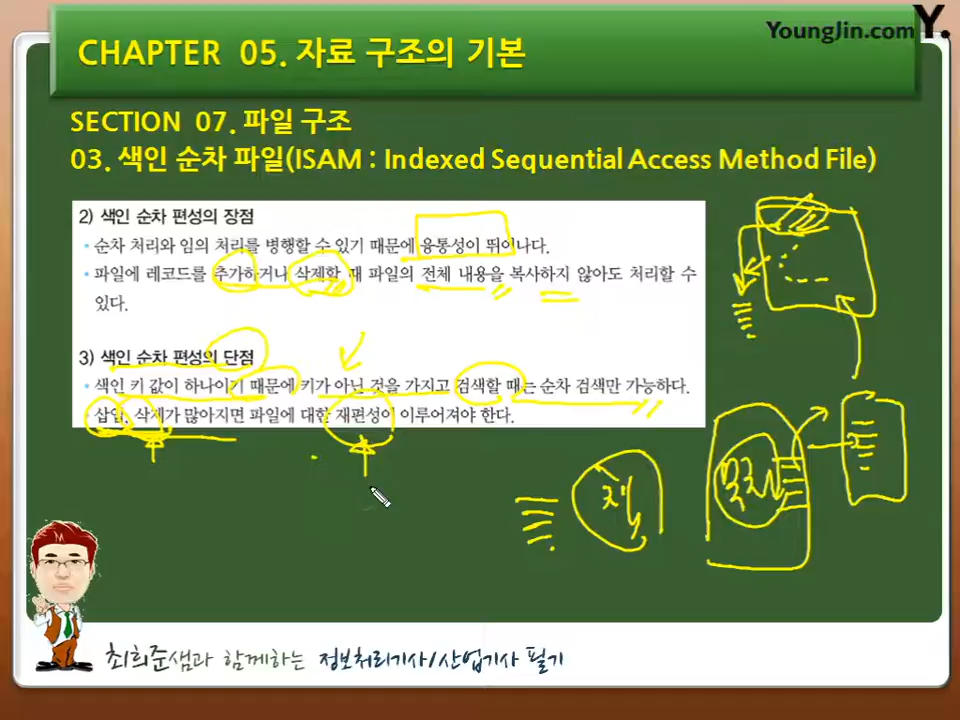 YoungJin.com Y.
CHAPTER 05. 자료 구조의 기본
SECTION 07. 파일 구조
03. 색인 순차 파일(ISAM : Indexed Sequential Access Method File)
2) 색인 순차 편성의 장점
• 순차 처리와 임의 처리를 병행할 수 있기 때문에 융통성이 뛰어나다.
• 파일에 레코드를 추가하거나 삭제할 때 파일의 전체 내용을 복사하지 않아도 처리할 수
있다.
3) 색인 순차 편성의 단점
• 색인 키 값이 하나이기 때문에 키가 아닌 것을 가지고 검색할 때는 순차 검색만 가능하다.
• 삽입, 삭제가 많아지면 파일에 대한 재편성이 이루어져야 한다.
책
목차
최희준샘과 함께하는 정보처리기사/산업기사 필기